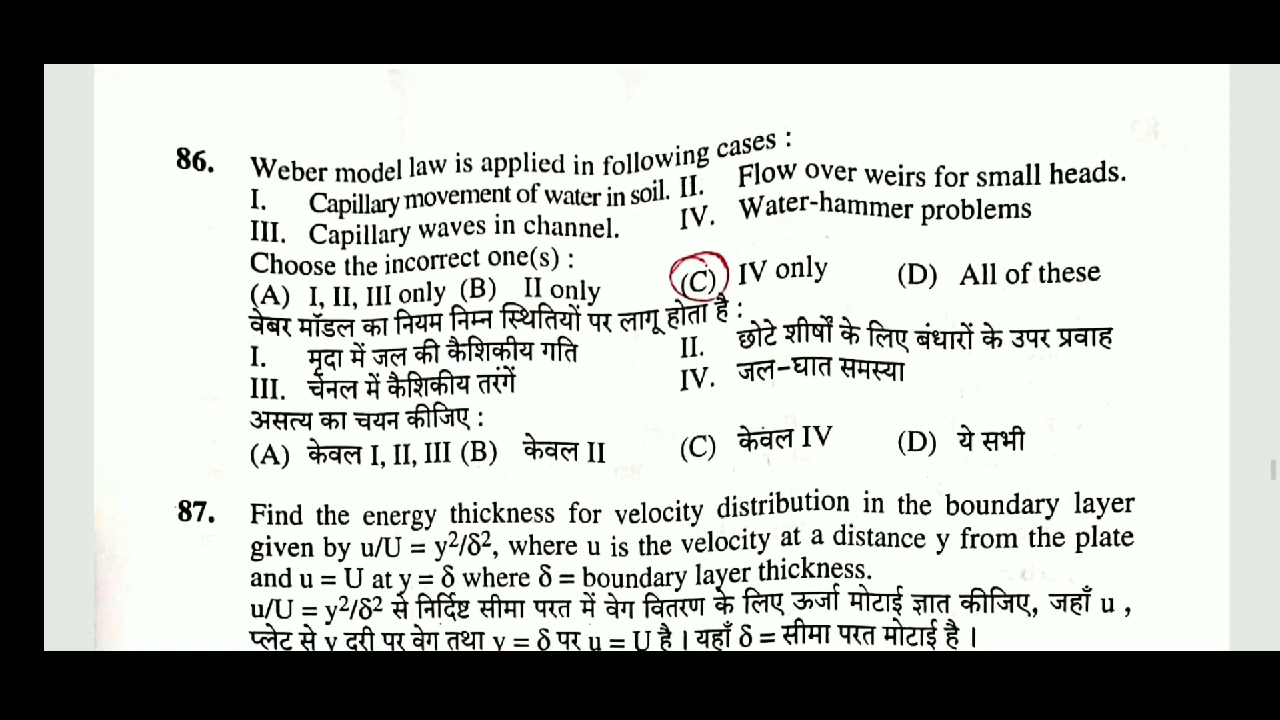 86. Weber model law is applied in following cases :
I. Capillary movement of water in soil. II. Flow over weirs for small heads.
III. Capillary waves in channel. IV. Water-hammer problems
Choose the incorrect one(s) :
(A) I, II, III only (B) II only (C) IV only (D) All of these
वेबर मॉडल का नियम निम्न स्थितियों पर लागू होता है :
I. मृदा में जल की कैशिकीय गति II. छोटे शीर्षों के लिए बंधारों के उपर प्रवाह
III. चेनल में कैशिकीय तरंगें IV. जल-घात समस्या
असत्य का चयन कीजिए :
(A) केवल I, II, III (B) केवल II (C) केवल IV (D) ये सभी
87. Find the energy thickness for velocity distribution in the boundary layer
given by u/U = y²/δ², where u is the velocity at a distance y from the plate
and u = U at y = δ where δ = boundary layer thickness.
u/U = y²/δ² से निर्दिष्ट सीमा परत में वेग वितरण के लिए ऊर्जा मोटाई ज्ञात कीजिए, जहाँ u ,
प्लेट से y दूरी पर वेग तथा y = δ पर u = U है । यहाँ δ = सीमा परत मोटाई है ।